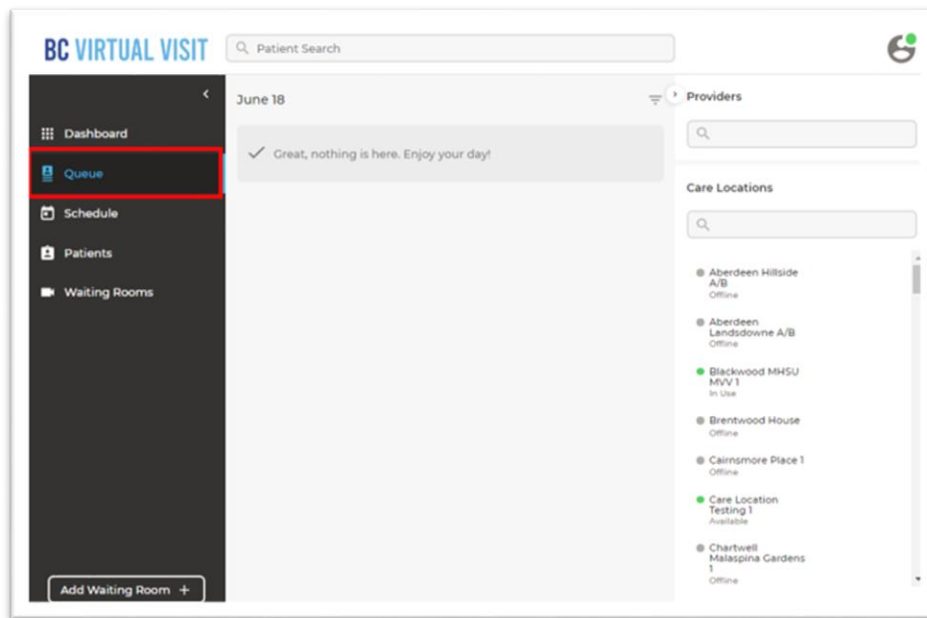 BC VIRTUAL VISIT
Patient Search
Dashboard
Queue
Schedule
Patients
Waiting Rooms
Add Waiting Room +
June 18
Great, nothing is here. Enjoy your day!
Providers
Care Locations
Aberdeen Hillside
A/B
Offline
Aberdeen
Landsdowne A/B
Offline
Blackwood MHSU
MVV 1
In Use
Brentwood House
Offline
Cairnsmore Place 1
Offline
Care Location
Testing 1
Available
Chartwell
Malaspina Gardens
1
Offline